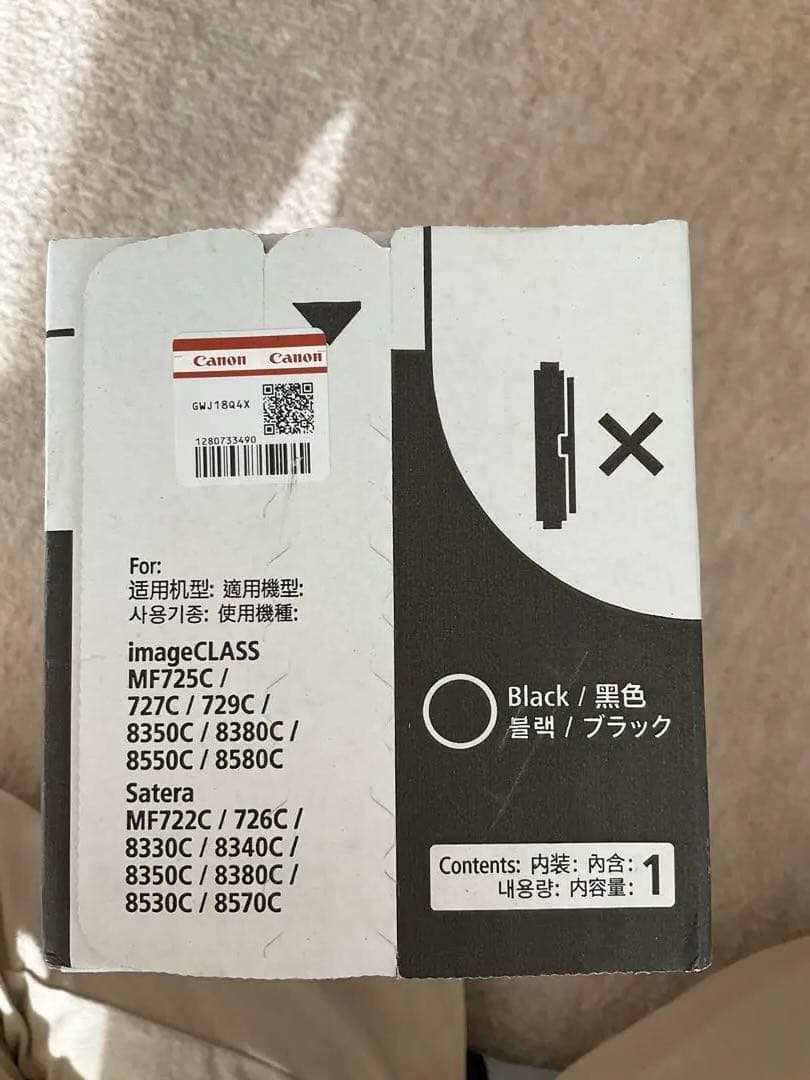 Canon Canon
GWJ18Q4X
1280733490
For:
适用机型: 適用機型:
사용기종: 使用機種:
imageCLASS
MF725C /
727C / 729C /
8350C / 8380C /
8550C / 8580C
Satera
MF722C / 726C /
8330C / 8340C /
8350C / 8380C /
8530C / 8570C
Black / 黑色
블랙 / ブラック
Contents: 内装: 內含: 1
내용량: 内容量: